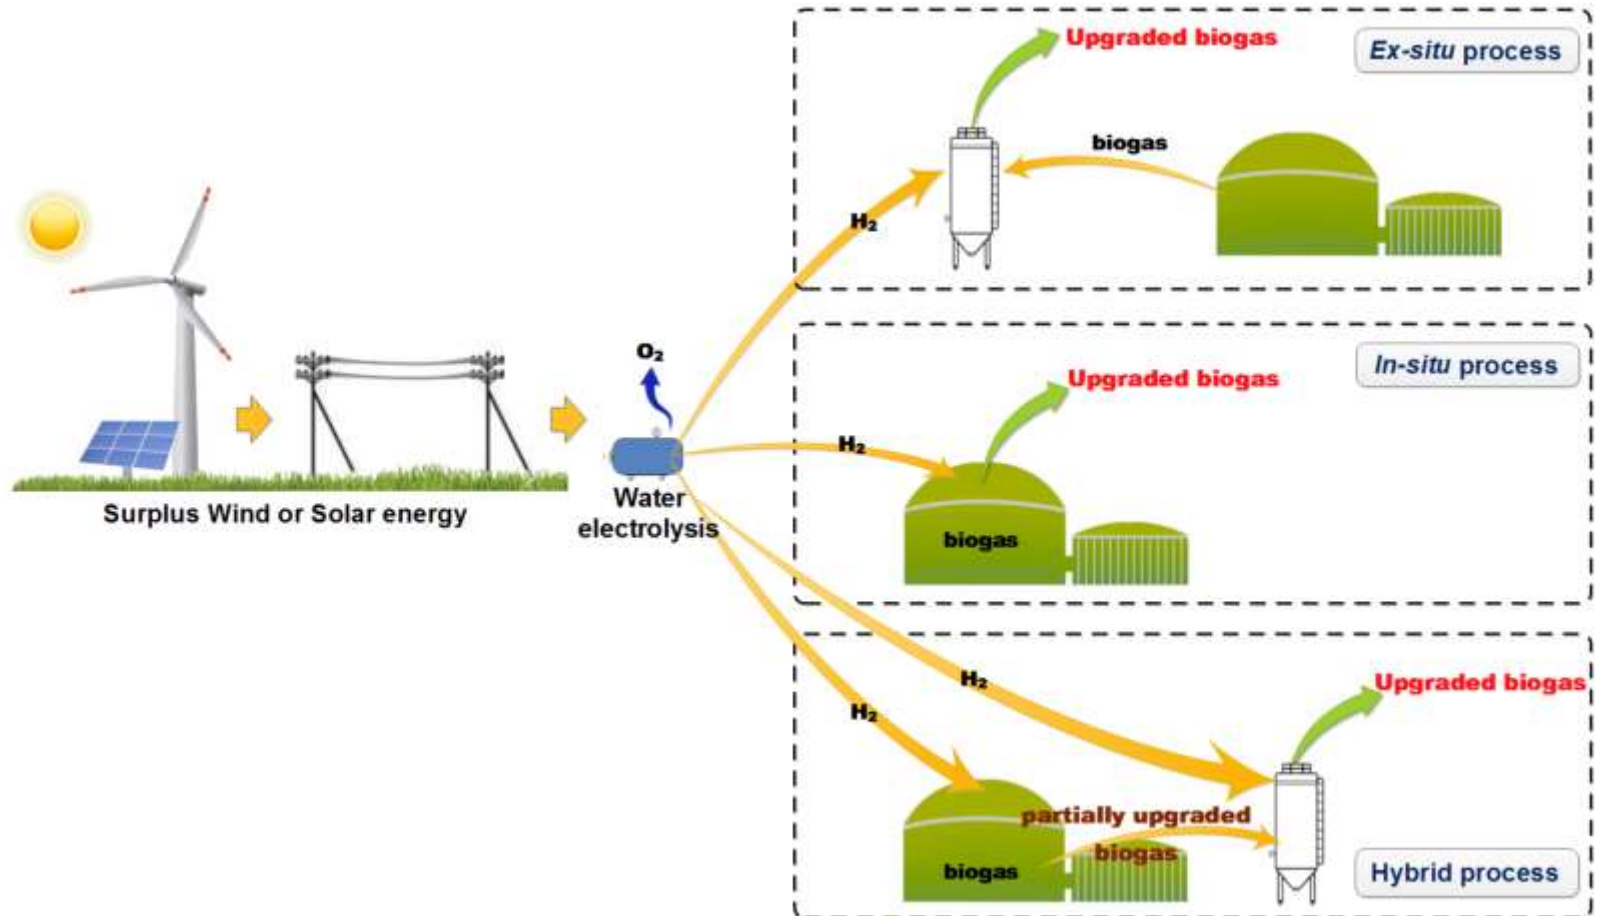 Upgraded biogas
Ex-situ process
biogas
H₂
O₂
Upgraded biogas
In-situ process
H₂
Water
electrolysis
Surplus Wind or Solar energy
biogas
H₂
Upgraded biogas
H₂
partially upgraded
biogas
biogas
Hybrid process